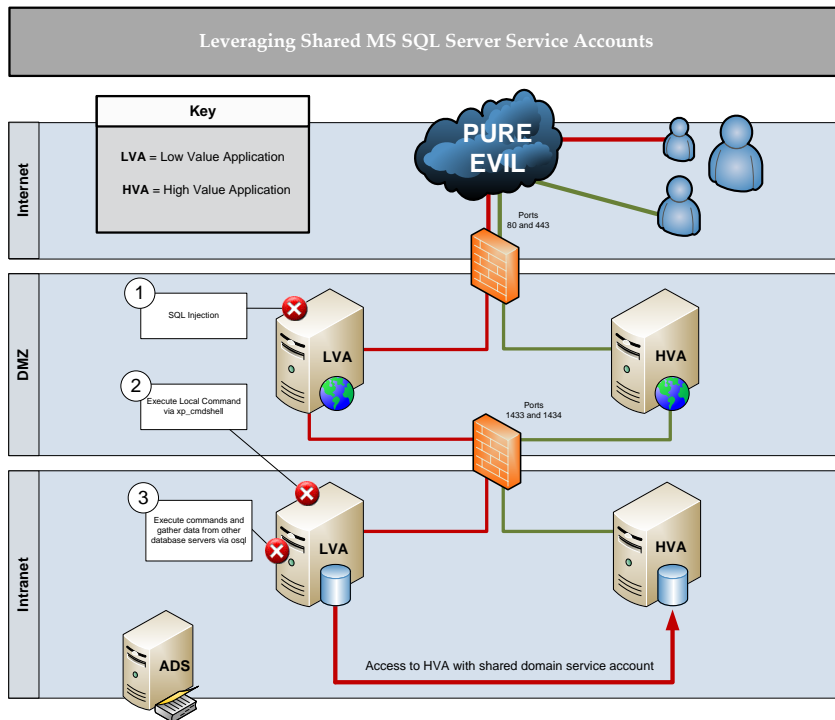 Leveraging Shared MS SQL Server Service Accounts
Key
LVA = Low Value Application
HVA = High Value Application
Internet
PURE
EVIL
Ports
80 and 443
DMZ
1
SQL Injection
LVA
HVA
2
Execute Local Command
via xp_cmdshell
Ports
1433 and 1434
Intranet
3
Execute commands and
gather data from other
database servers via osql
LVA
HVA
ADS
Access to HVA with shared domain service account